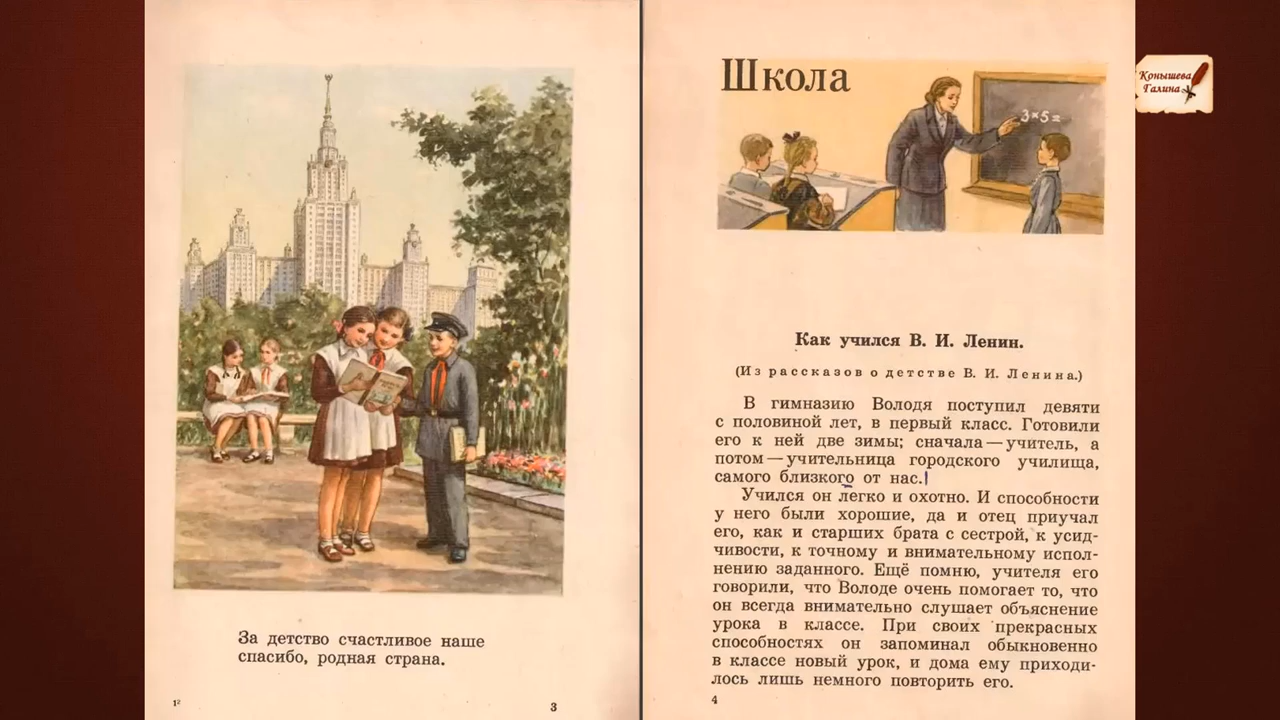 За детство счастливое наше
спасибо, родная страна.
1²
3
Школа
3×5=
Как учился В. И. Ленин.
(Из рассказов о детстве В. И. Ленина.)
В гимназию Володя поступил девяти
с половиной лет, в первый класс. Готовили
его к ней две зимы; сначала — учитель, а
потом — учительница городского училища,
самого близкого от нас.
Учился он легко и охотно. И способности
у него были хорошие, да и отец приучал
его, как и старших брата с сестрой, к усид-
чивости, к точному и внимательному испол-
нению заданного. Ещё помню, учителя его
говорили, что Володе очень помогает то, что
он всегда внимательно слушает объяснение
урока в классе. При своих прекрасных
способностях он запоминал обыкновенно
в классе новый урок, и дома ему приходи-
лось лишь немного повторить его.
4
Конышева
Галина